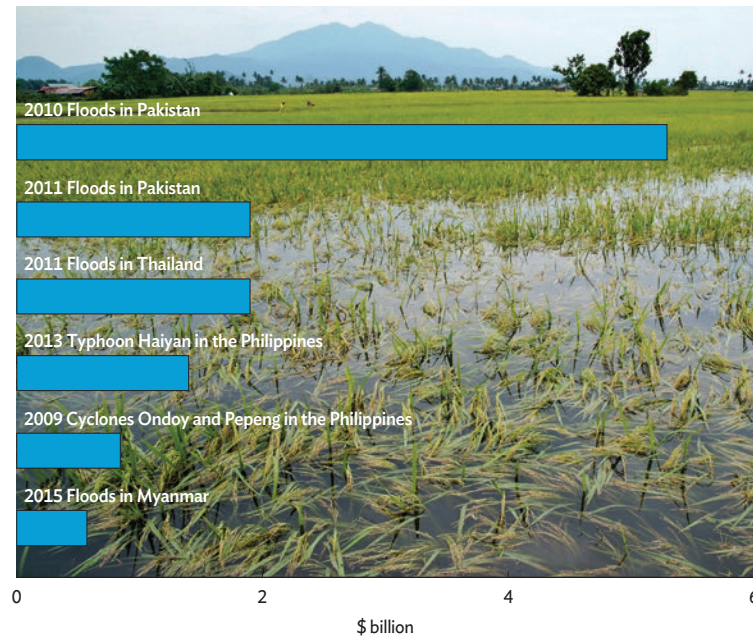 2010 Floods in Pakistan
2011 Floods in Pakistan
2011 Floods in Thailand
2013 Typhoon Haiyan in the Philippines
2009 Cyclones Ondoy and Pepeng in the Philippines
2015 Floods in Myanmar
0 2 4 6
$ billion